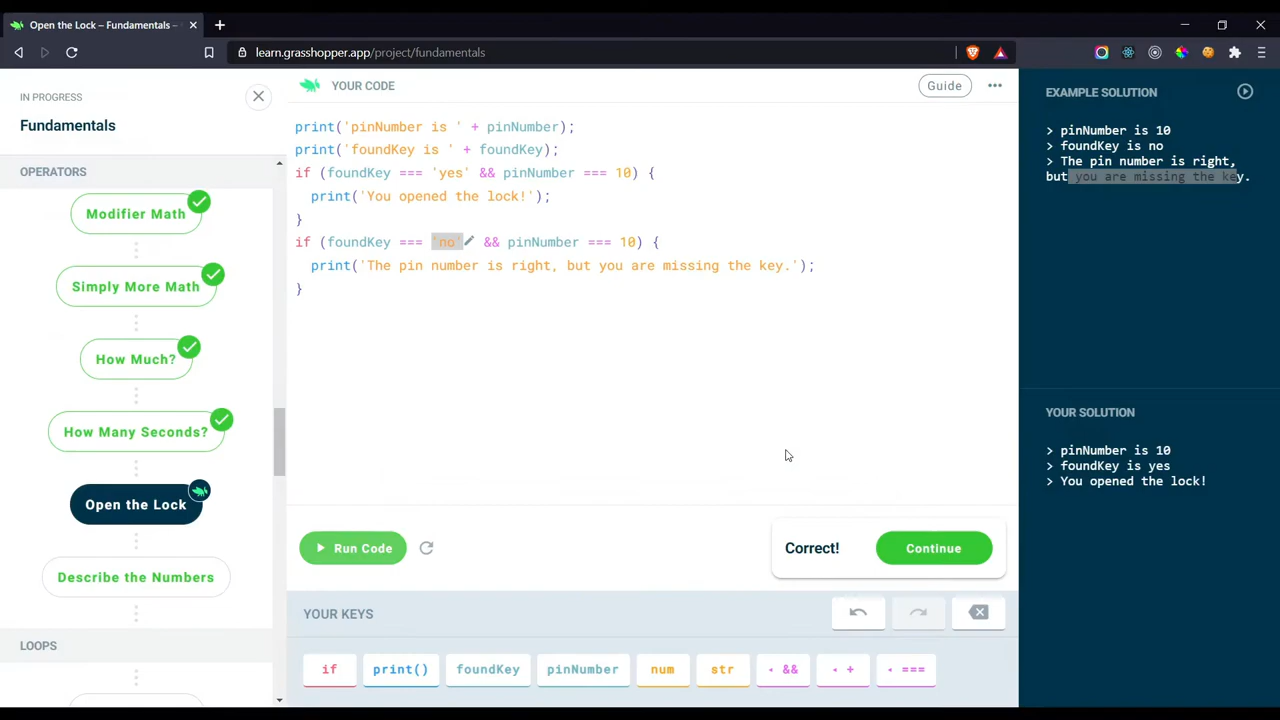 Open the Lock – Fundamentals –
learn.grasshopper.app/project/fundamentals
IN PROGRESS
Fundamentals
OPERATORS
Modifier Math
Simply More Math
How Much?
How Many Seconds?
Open the Lock
Describe the Numbers
LOOPS
YOUR CODE
Guide
print('pinNumber is ' + pinNumber);
print('foundKey is ' + foundKey);
if (foundKey === 'yes' && pinNumber === 10) {
print('You opened the lock!');
}
if (foundKey === 'no' && pinNumber === 10) {
print('The pin number is right, but you are missing the key.');
}
Run Code
Correct!
Continue
YOUR KEYS
if
print()
foundKey
pinNumber
num
str
&&
+
===
EXAMPLE SOLUTION
> pinNumber is 10
> foundKey is no
> The pin number is right,
but you are missing the key.
YOUR SOLUTION
> pinNumber is 10
> foundKey is yes
> You opened the lock!